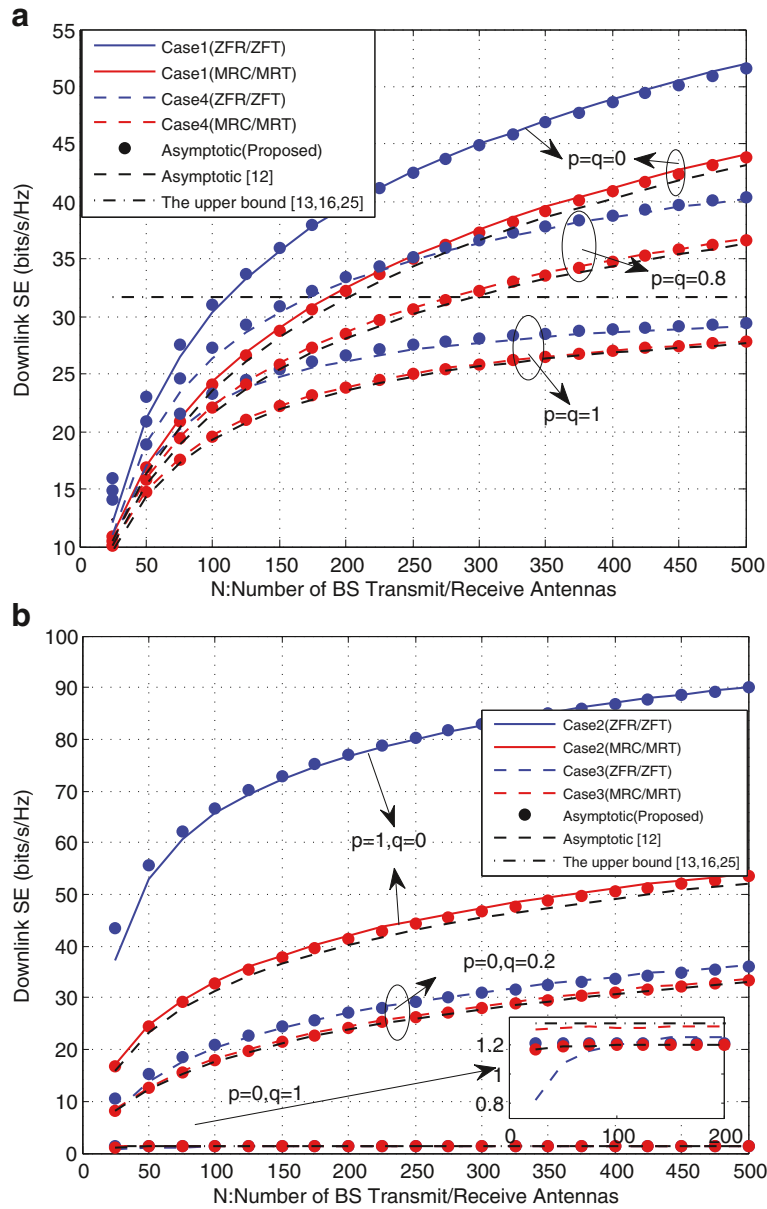 a
55
50
45
40
35
30
25
20
15
10
Downlink SE (bits/s/Hz)
Case1(ZFR/ZFT)
Case1(MRC/MRT)
Case4(ZFR/ZFT)
Case4(MRC/MRT)
Asymptotic(Proposed)
Asymptotic [12]
The upper bound [13,16,25]
p=q=0
p=q=0.8
p=q=1
0 50 100 150 200 250 300 350 400 450 500
N:Number of BS Transmit/Receive Antennas
b
100
90
80
70
60
50
40
30
20
10
0
Downlink SE (bits/s/Hz)
Case2(ZFR/ZFT)
Case2(MRC/MRT)
Case3(ZFR/ZFT)
Case3(MRC/MRT)
Asymptotic(Proposed)
Asymptotic [12]
The upper bound [13,16,25]
p=1,q=0
p=0,q=0.2
p=0,q=1
1.2
1
0.8
0 100 200
0 50 100 150 200 250 300 350 400 450 500
N:Number of BS Transmit/Receive Antennas